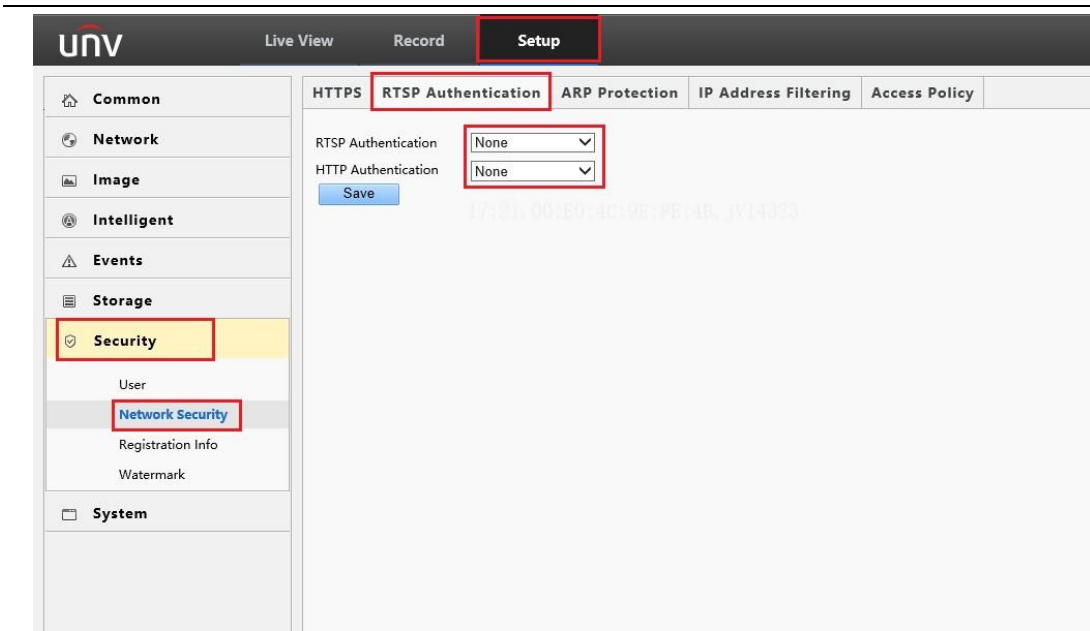 unv
Live View Record Setup
Common
Network
Image
Intelligent
Events
Storage
Security
User
Network Security
Registration Info
Watermark
System
HTTPS RTSP Authentication ARP Protection IP Address Filtering Access Policy
RTSP Authentication None
HTTP Authentication None
Save